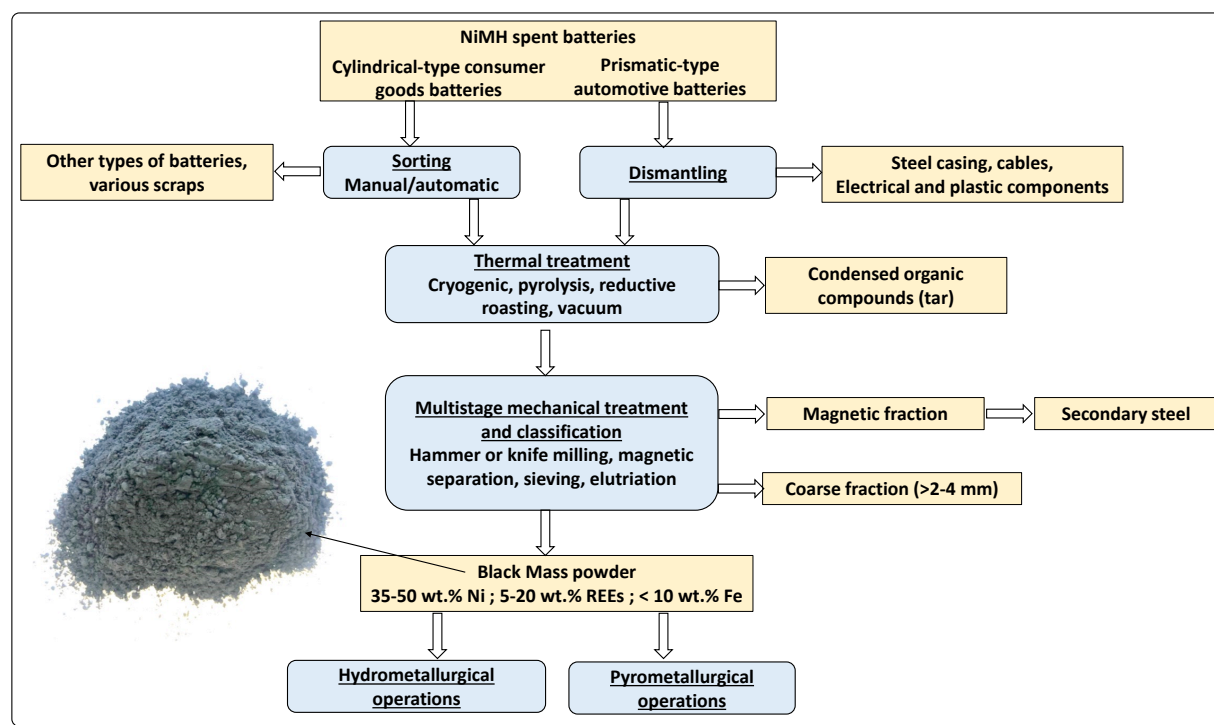 NiMH spent batteries
Cylindrical-type consumer
goods batteries
Prismatic-type
automotive batteries
Other types of batteries,
various scraps
Sorting
Manual/automatic
Dismantling
Steel casing, cables,
Electrical and plastic components
Thermal treatment
Cryogenic, pyrolysis, reductive
roasting, vacuum
Condensed organic
compounds (tar)
Multistage mechanical treatment
and classification
Hammer or knife milling, magnetic
separation, sieving, elutriation
Magnetic fraction
Secondary steel
Coarse fraction (>2-4 mm)
Black Mass powder
35-50 wt.% Ni ; 5-20 wt.% REEs ; < 10 wt.% Fe
Hydrometallurgical
operations
Pyrometallurgical
operations